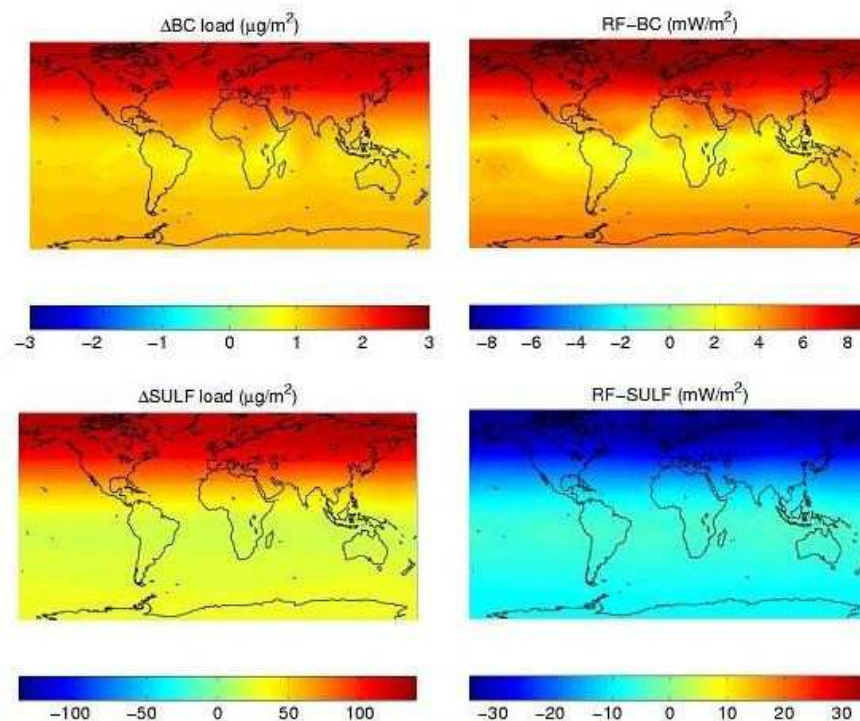 ΔBC load (μg/m²)
RF−BC (mW/m²)
−3 −2 −1 0 1 2 3
−8 −6 −4 −2 0 2 4 6 8
ΔSULF load (μg/m²)
RF−SULF (mW/m²)
−100 −50 0 50 100
−30 −20 −10 0 10 20 30